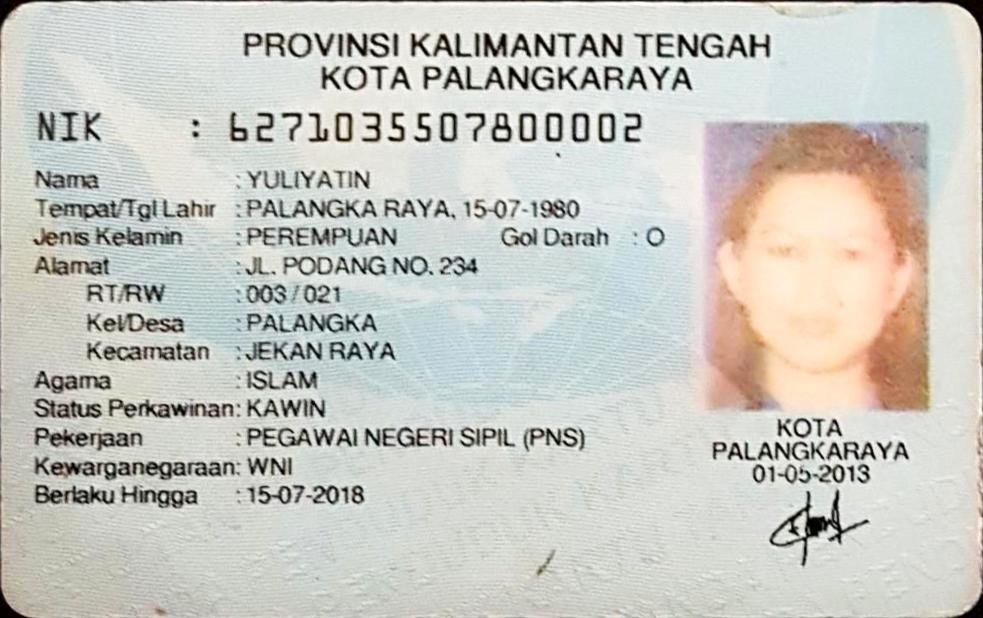 PROVINSI KALIMANTAN TENGAH
KOTA PALANGKARAYA
NIK : 6271035507800002
Nama : YULIYATIN
Tempat/Tgl Lahir : PALANGKA RAYA, 15-07-1980
Jenis Kelamin : PEREMPUAN Gol Darah : O
Alamat : JL. PODANG NO. 234
RT/RW : 003 / 021
Kel/Desa : PALANGKA
Kecamatan : JEKAN RAYA
Agama : ISLAM
Status Perkawinan: KAWIN
Pekerjaan : PEGAWAI NEGERI SIPIL (PNS)
Kewarganegaraan: WNI
Berlaku Hingga : 15-07-2018
KOTA
PALANGKARAYA
01-05-2013